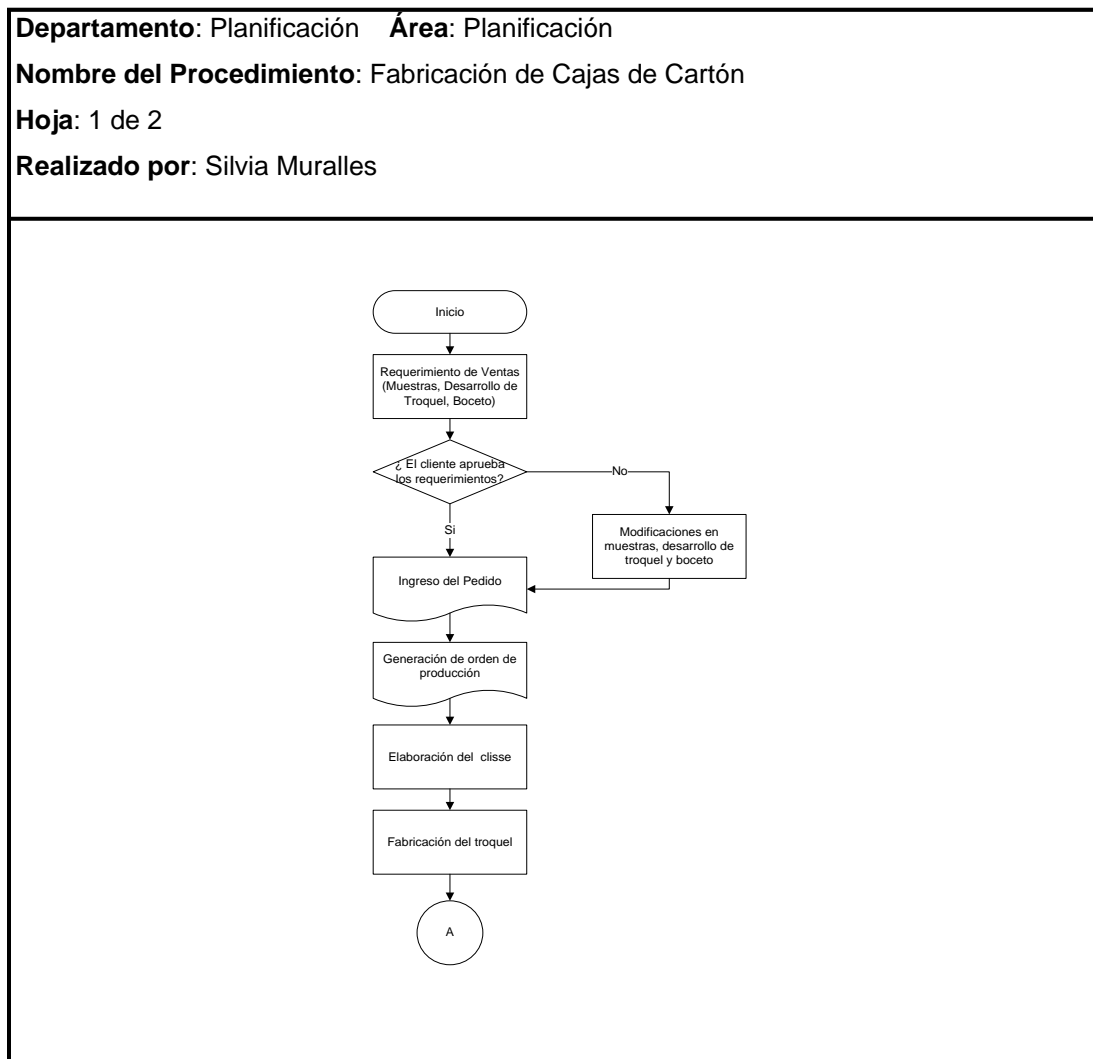 Departamento: Planificación Área: Planificación
Nombre del Procedimiento: Fabricación de Cajas de Cartón
Hoja: 1 de 2
Realizado por: Silvia Muralles
Inicio
Requerimiento de Ventas
(Muestras, Desarrollo de
Troquel, Boceto)
¿ El cliente aprueba
los requerimientos?
No
Si
Modificaciones en
muestras, desarrollo de
troquel y boceto
Ingreso del Pedido
Generación de orden de
producción
Elaboración del clisse
Fabricación del troquel
A